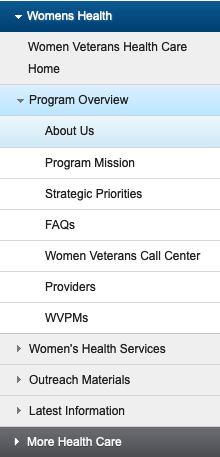 Womens Health
Women Veterans Health Care
Home
Program Overview
About Us
Program Mission
Strategic Priorities
FAQs
Women Veterans Call Center
Providers
WVPMs
Women's Health Services
Outreach Materials
Latest Information
More Health Care